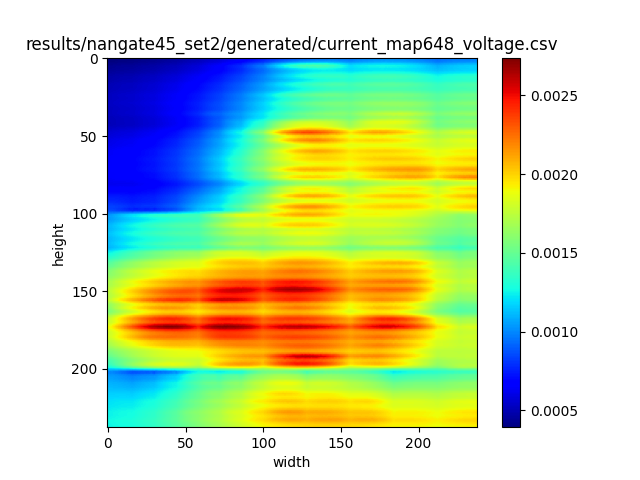 results/nangate45_set2/generated/current_map648_voltage.csv
0
50
100
150
200
height
0 50 100 150 200
width
0.0025
0.0020
0.0015
0.0010
0.0005